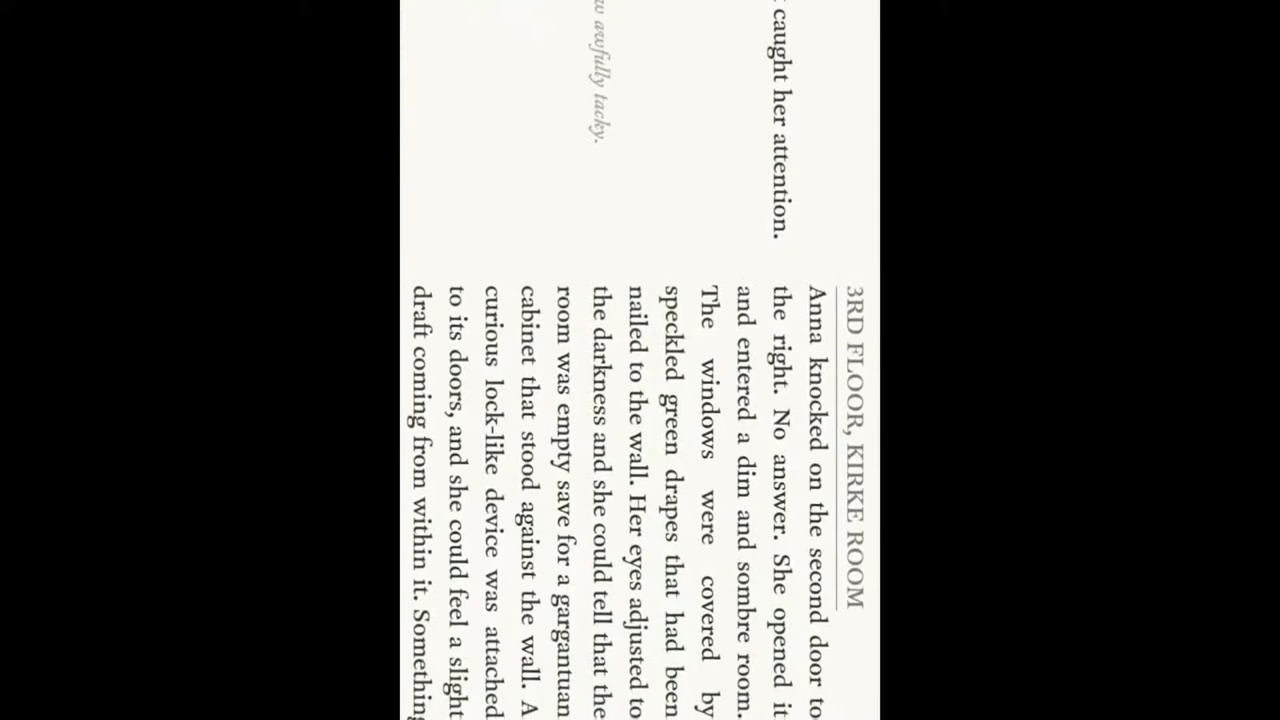 caught her attention.
awfully tacky.
3RD FLOOR, KIRKE ROOM
Anna knocked on the second door to
the right. No answer. She opened it
and entered a dim and sombre room.
The windows were covered by
speckled green drapes that had been
nailed to the wall. Her eyes adjusted to
the darkness and she could tell that the
room was empty save for a gargantuan
cabinet that stood against the wall. A
curious lock-like device was attached
to its doors, and she could feel a slight
draft coming from within it. Something